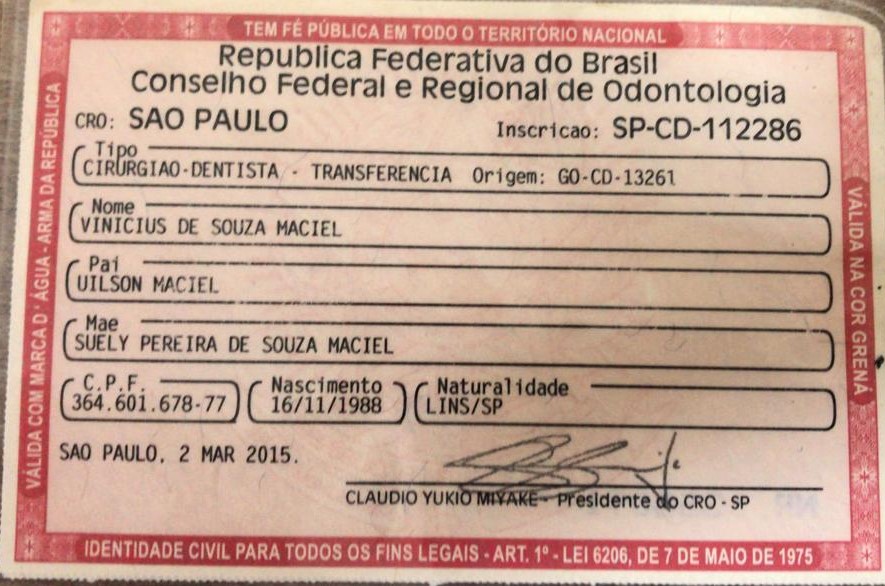 TEM FÉ PÚBLICA EM TODO O TERRITÓRIO NACIONAL
Republica Federativa do Brasil
Conselho Federal e Regional de Odontologia
CRO: SAO PAULO
Inscricao: SP-CD-112286
Tipo
CIRURGIAO-DENTISTA - TRANSFERENCIA Origem: GO-CD-13261
Nome
VINICIUS DE SOUZA MACIEL
Pai
UILSON MACIEL
Mae
SUELY PEREIRA DE SOUZA MACIEL
C.P.F. Nascimento Naturalidade
364.601.678-77 16/11/1988 LINS/SP
SAO PAULO, 2 MAR 2015.
CLAUDIO YUKIO MIYAKE - Presidente do CRO - SP
IDENTIDADE CIVIL PARA TODOS OS FINS LEGAIS - ART. 1º - LEI 6206, DE 7 DE MAIO DE 1975
VÁLIDA COM MARCA D'ÁGUA - ARMA DA REPÚBLICA
VÁLIDA NA COR GRENÁ